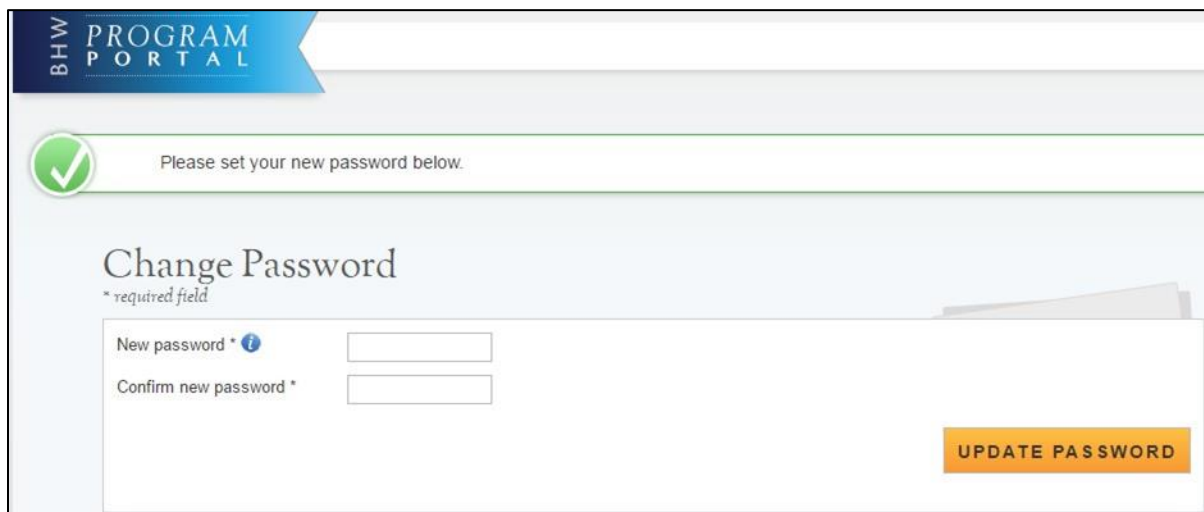 BHW
PROGRAM
PORTAL
Please set your new password below.
Change Password
* required field
New password * i
Confirm new password *
UPDATE PASSWORD